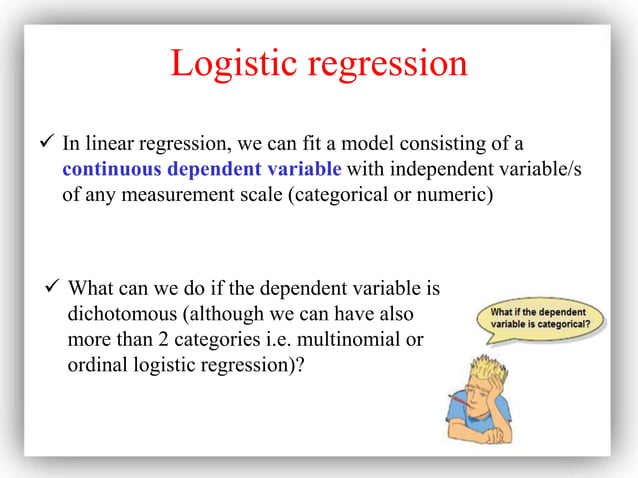 Logistic regression
✓ In linear regression, we can fit a model consisting of a
continuous dependent variable with independent variable/s
of any measurement scale (categorical or numeric)
✓ What can we do if the dependent variable is
dichotomous (although we can have also
more than 2 categories i.e. multinomial or
ordinal logistic regression)?
What if the dependent
variable is categorical?